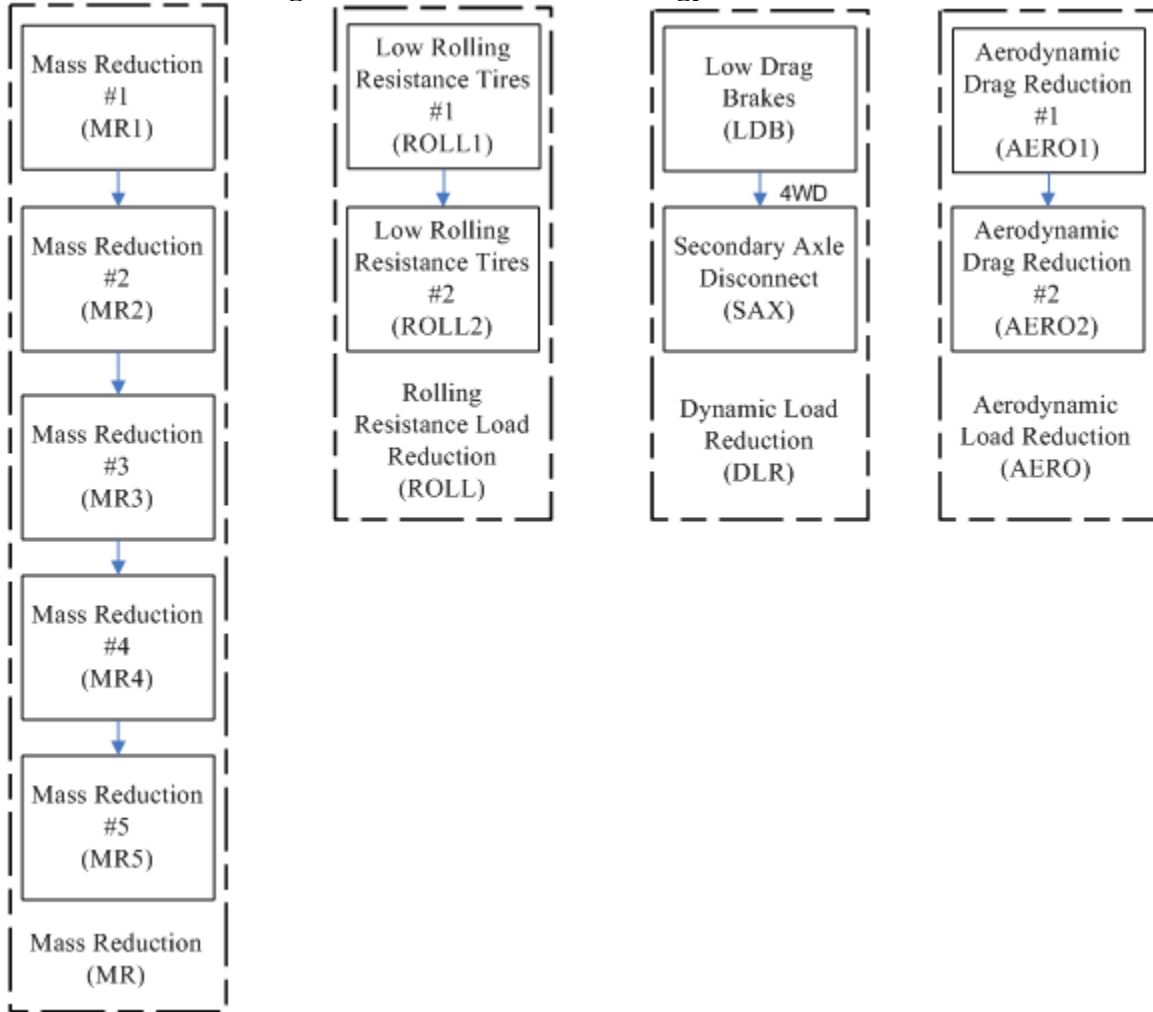 Mass Reduction
#1
(MR1)
Mass Reduction
#2
(MR2)
Mass Reduction
#3
(MR3)
Mass Reduction
#4
(MR4)
Mass Reduction
#5
(MR5)
Mass Reduction
(MR)
Low Rolling
Resistance Tires
#1
(ROLL1)
Low Rolling
Resistance Tires
#2
(ROLL2)
Rolling
Resistance Load
Reduction
(ROLL)
Low Drag
Brakes
(LDB)
4WD
Secondary Axle
Disconnect
(SAX)
Dynamic Load
Reduction
(DLR)
Aerodynamic
Drag Reduction
#1
(AERO1)
Aerodynamic
Drag Reduction
#2
(AERO2)
Aerodynamic
Load Reduction
(AERO)